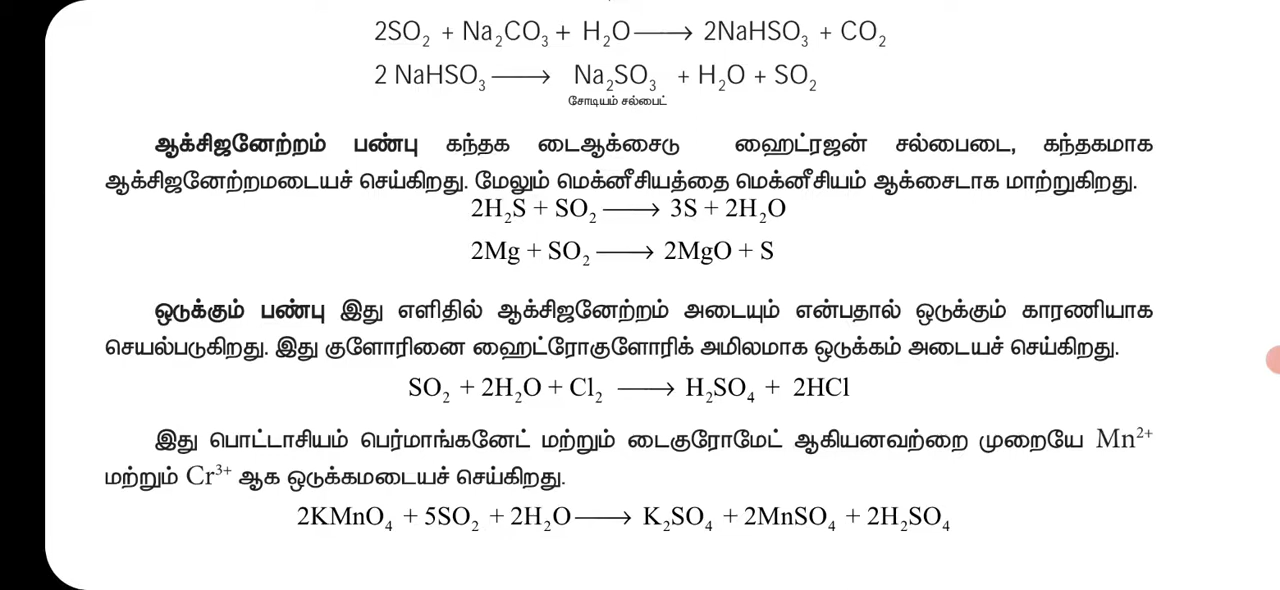 2SO₂ + Na₂CO₃ + H₂O ⟶ 2NaHSO₃ + CO₂
2 NaHSO₃ ⟶ Na₂SO₃ + H₂O + SO₂
சோடியம் சல்பைட்
ஆக்சிஜனேற்றம் பண்பு கந்தக டைஆக்சைடு ஹைட்ரஜன் சல்பைடை, கந்தகமாக
ஆக்சிஜனேற்றமடையச் செய்கிறது. மேலும் மெக்னீசியத்தை மெக்னீசியம் ஆக்சைடாக மாற்றுகிறது.
2H₂S + SO₂ ⟶ 3S + 2H₂O
2Mg + SO₂ ⟶ 2MgO + S
ஒடுக்கும் பண்பு இது எளிதில் ஆக்சிஜனேற்றம் அடையும் என்பதால் ஒடுக்கும் காரணியாக
செயல்படுகிறது. இது குளோரினை ஹைட்ரோகுளோரிக் அமிலமாக ஒடுக்கம் அடையச் செய்கிறது.
SO₂ + 2H₂O + Cl₂ ⟶ H₂SO₄ + 2HCl
இது பொட்டாசியம் பெர்மாங்கனேட் மற்றும் டைகுரோமேட் ஆகியனவற்றை முறையே Mn²⁺
மற்றும் Cr³⁺ ஆக ஒடுக்கமடையச் செய்கிறது.
2KMnO₄ + 5SO₂ + 2H₂O ⟶ K₂SO₄ + 2MnSO₄ + 2H₂SO₄